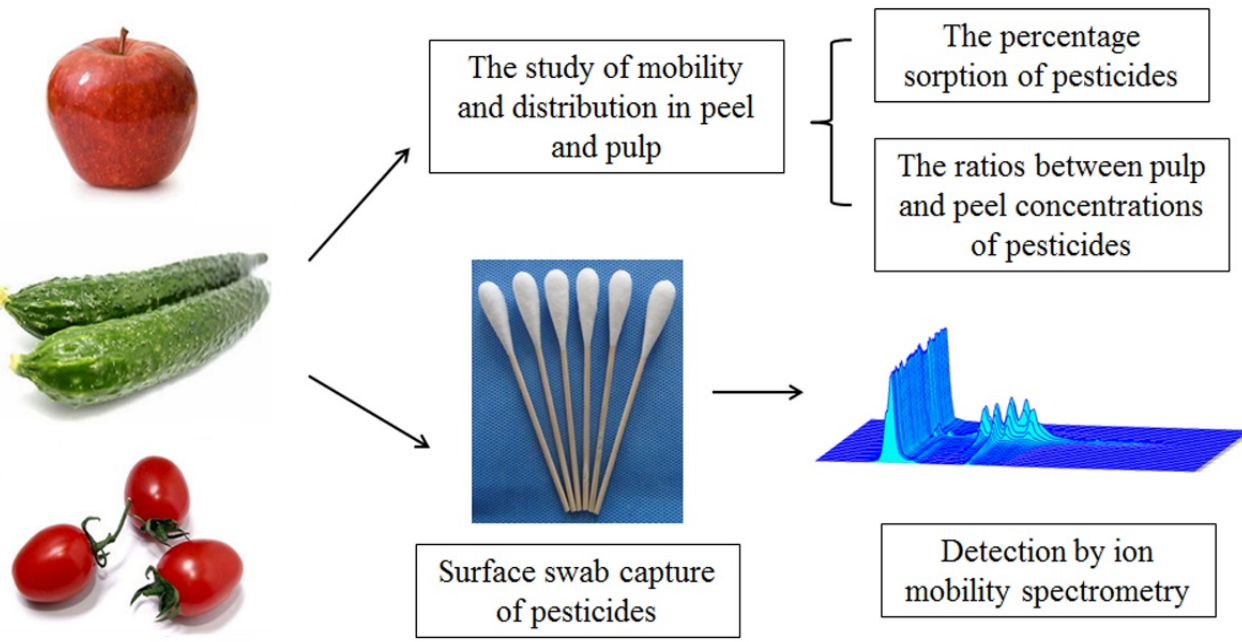 The study of mobility
and distribution in peel
and pulp
The percentage
sorption of pesticides
The ratios between pulp
and peel concentrations
of pesticides
Surface swab capture
of pesticides
Detection by ion
mobility spectrometry